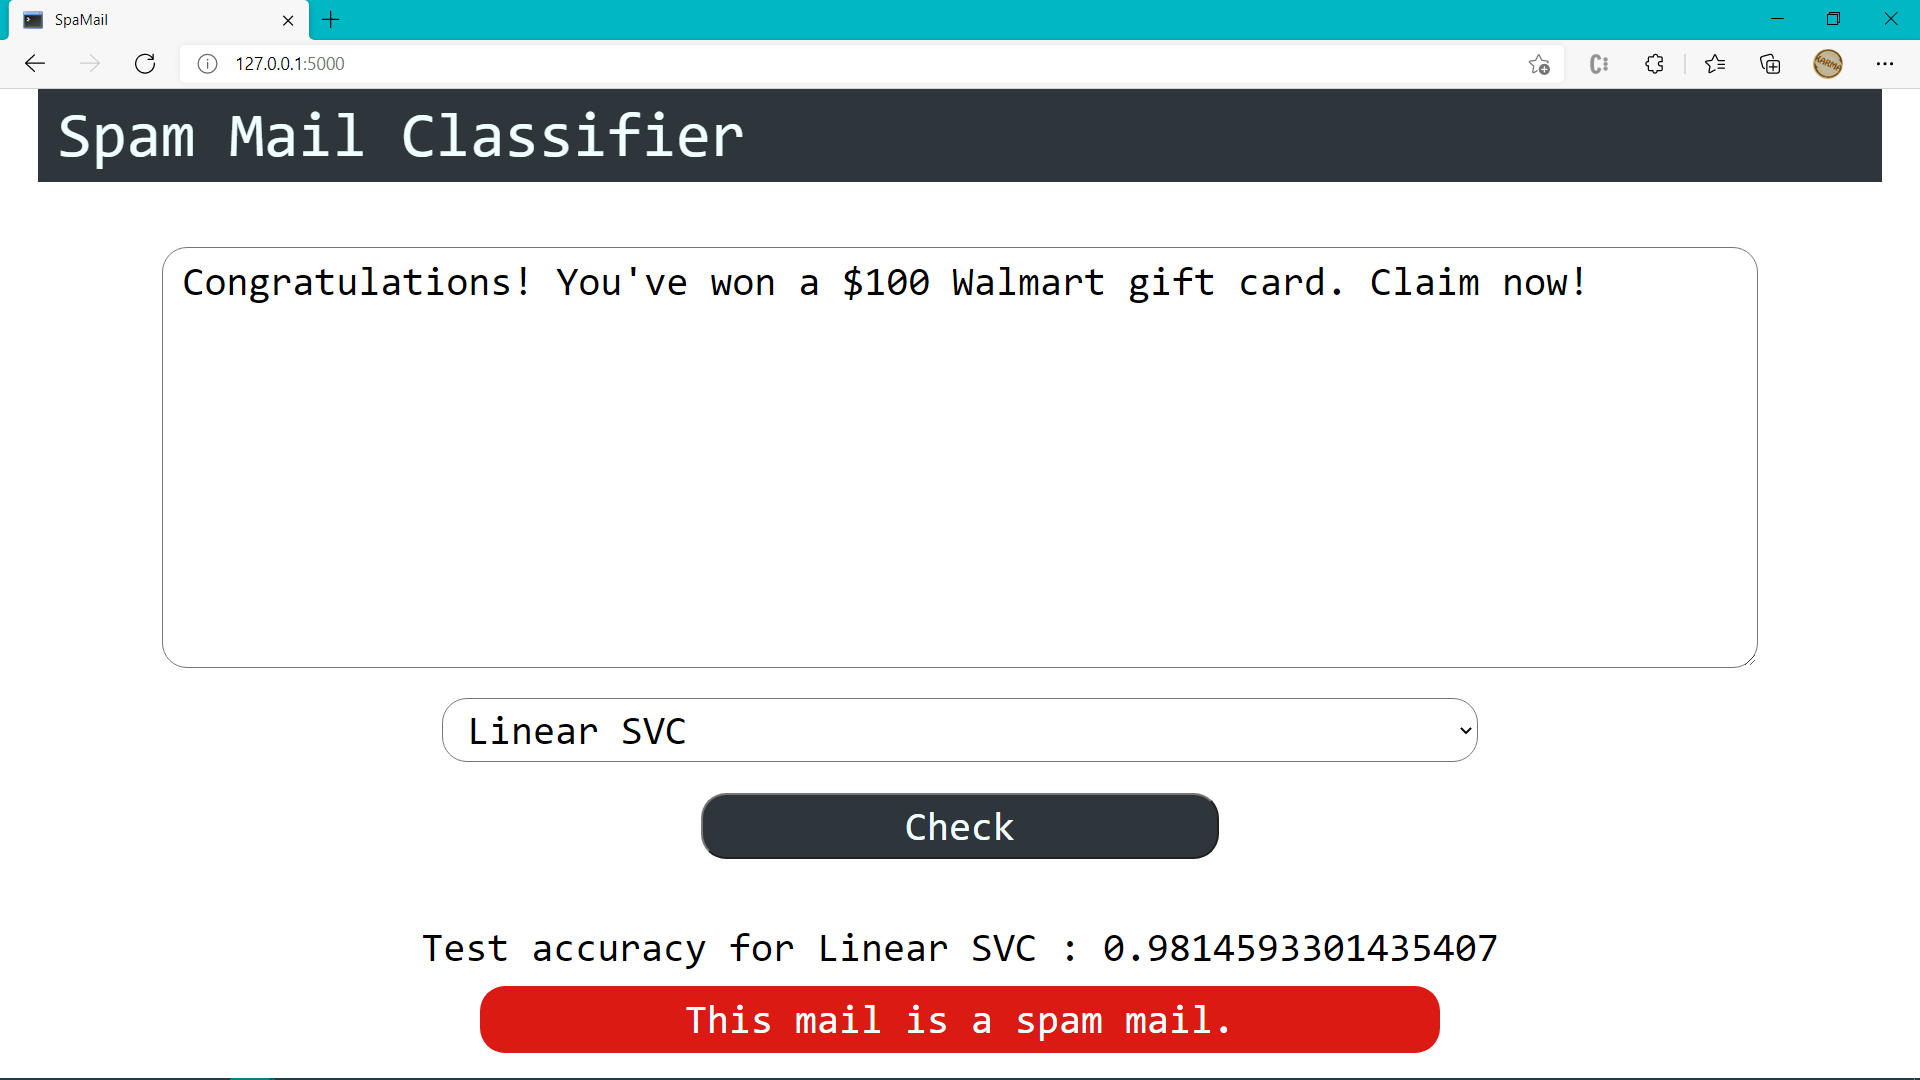 SpaMail
127.0.0.1:5000
Spam Mail Classifier
Congratulations! You've won a $100 Walmart gift card. Claim now!
Linear SVC
Check
Test accuracy for Linear SVC : 0.9814593301435407
This mail is a spam mail.